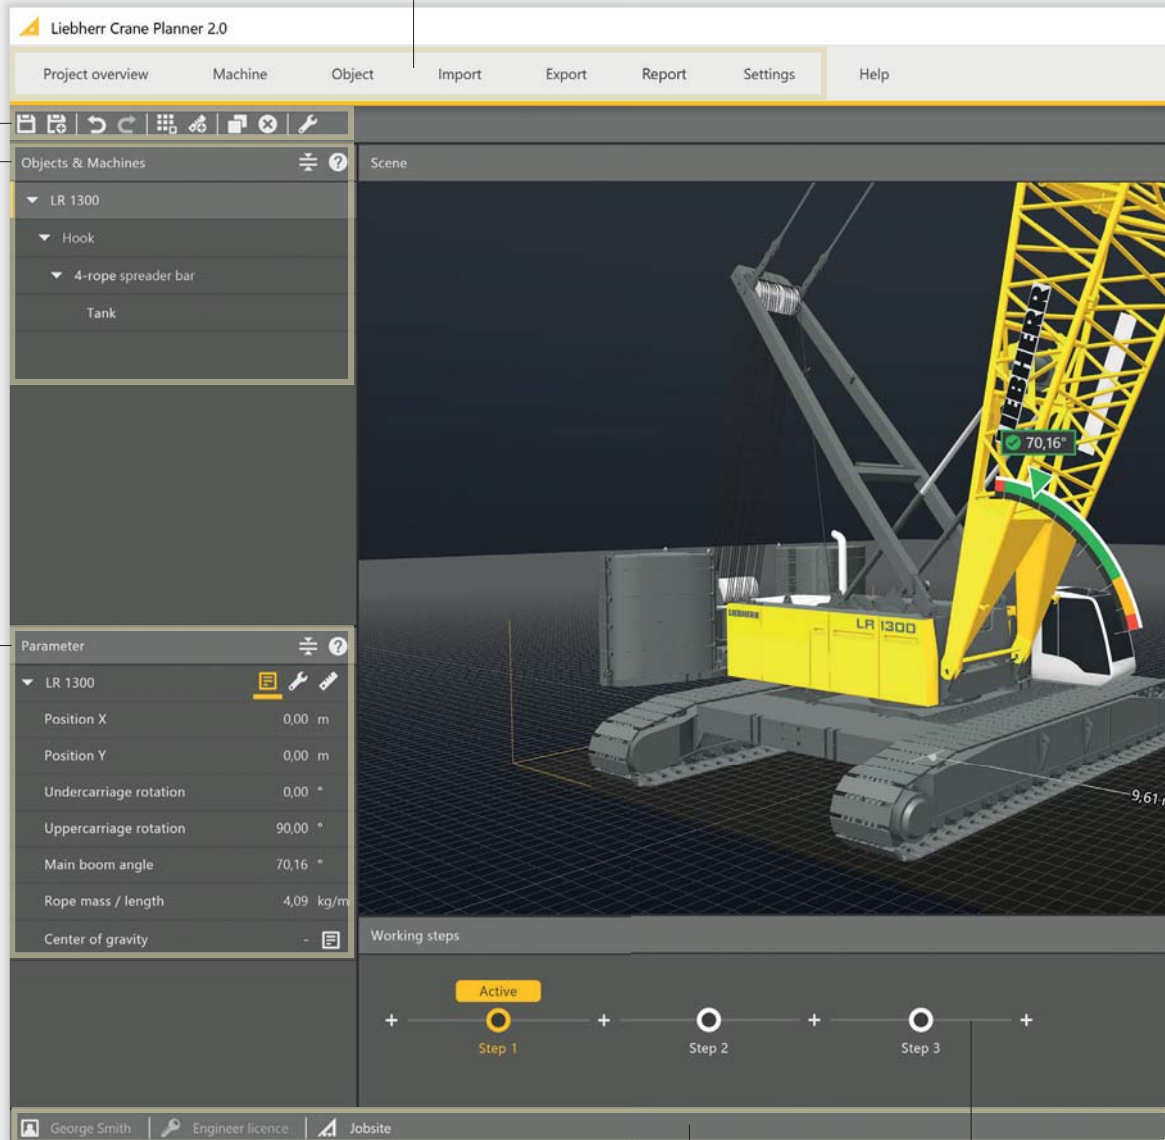 Liebherr Crane Planner 2.0
Project overview Machine Object Import Export Report Settings Help
Objects & Machines
LR 1300
Hook
4-rope spreader bar
Tank
Scene
LIEBHERR
70,16°
LIEBHERR
LR 1300
9,61
Parameter
LR 1300
Position X 0,00 m
Position Y 0,00 m
Undercarriage rotation 0,00 °
Uppercarriage rotation 90,00 °
Main boom angle 70,16 °
Rope mass / length 4,09 kg/m
Center of gravity -
Working steps
Active
Step 1 Step 2 Step 3
George Smith Engineer licence Jobsite